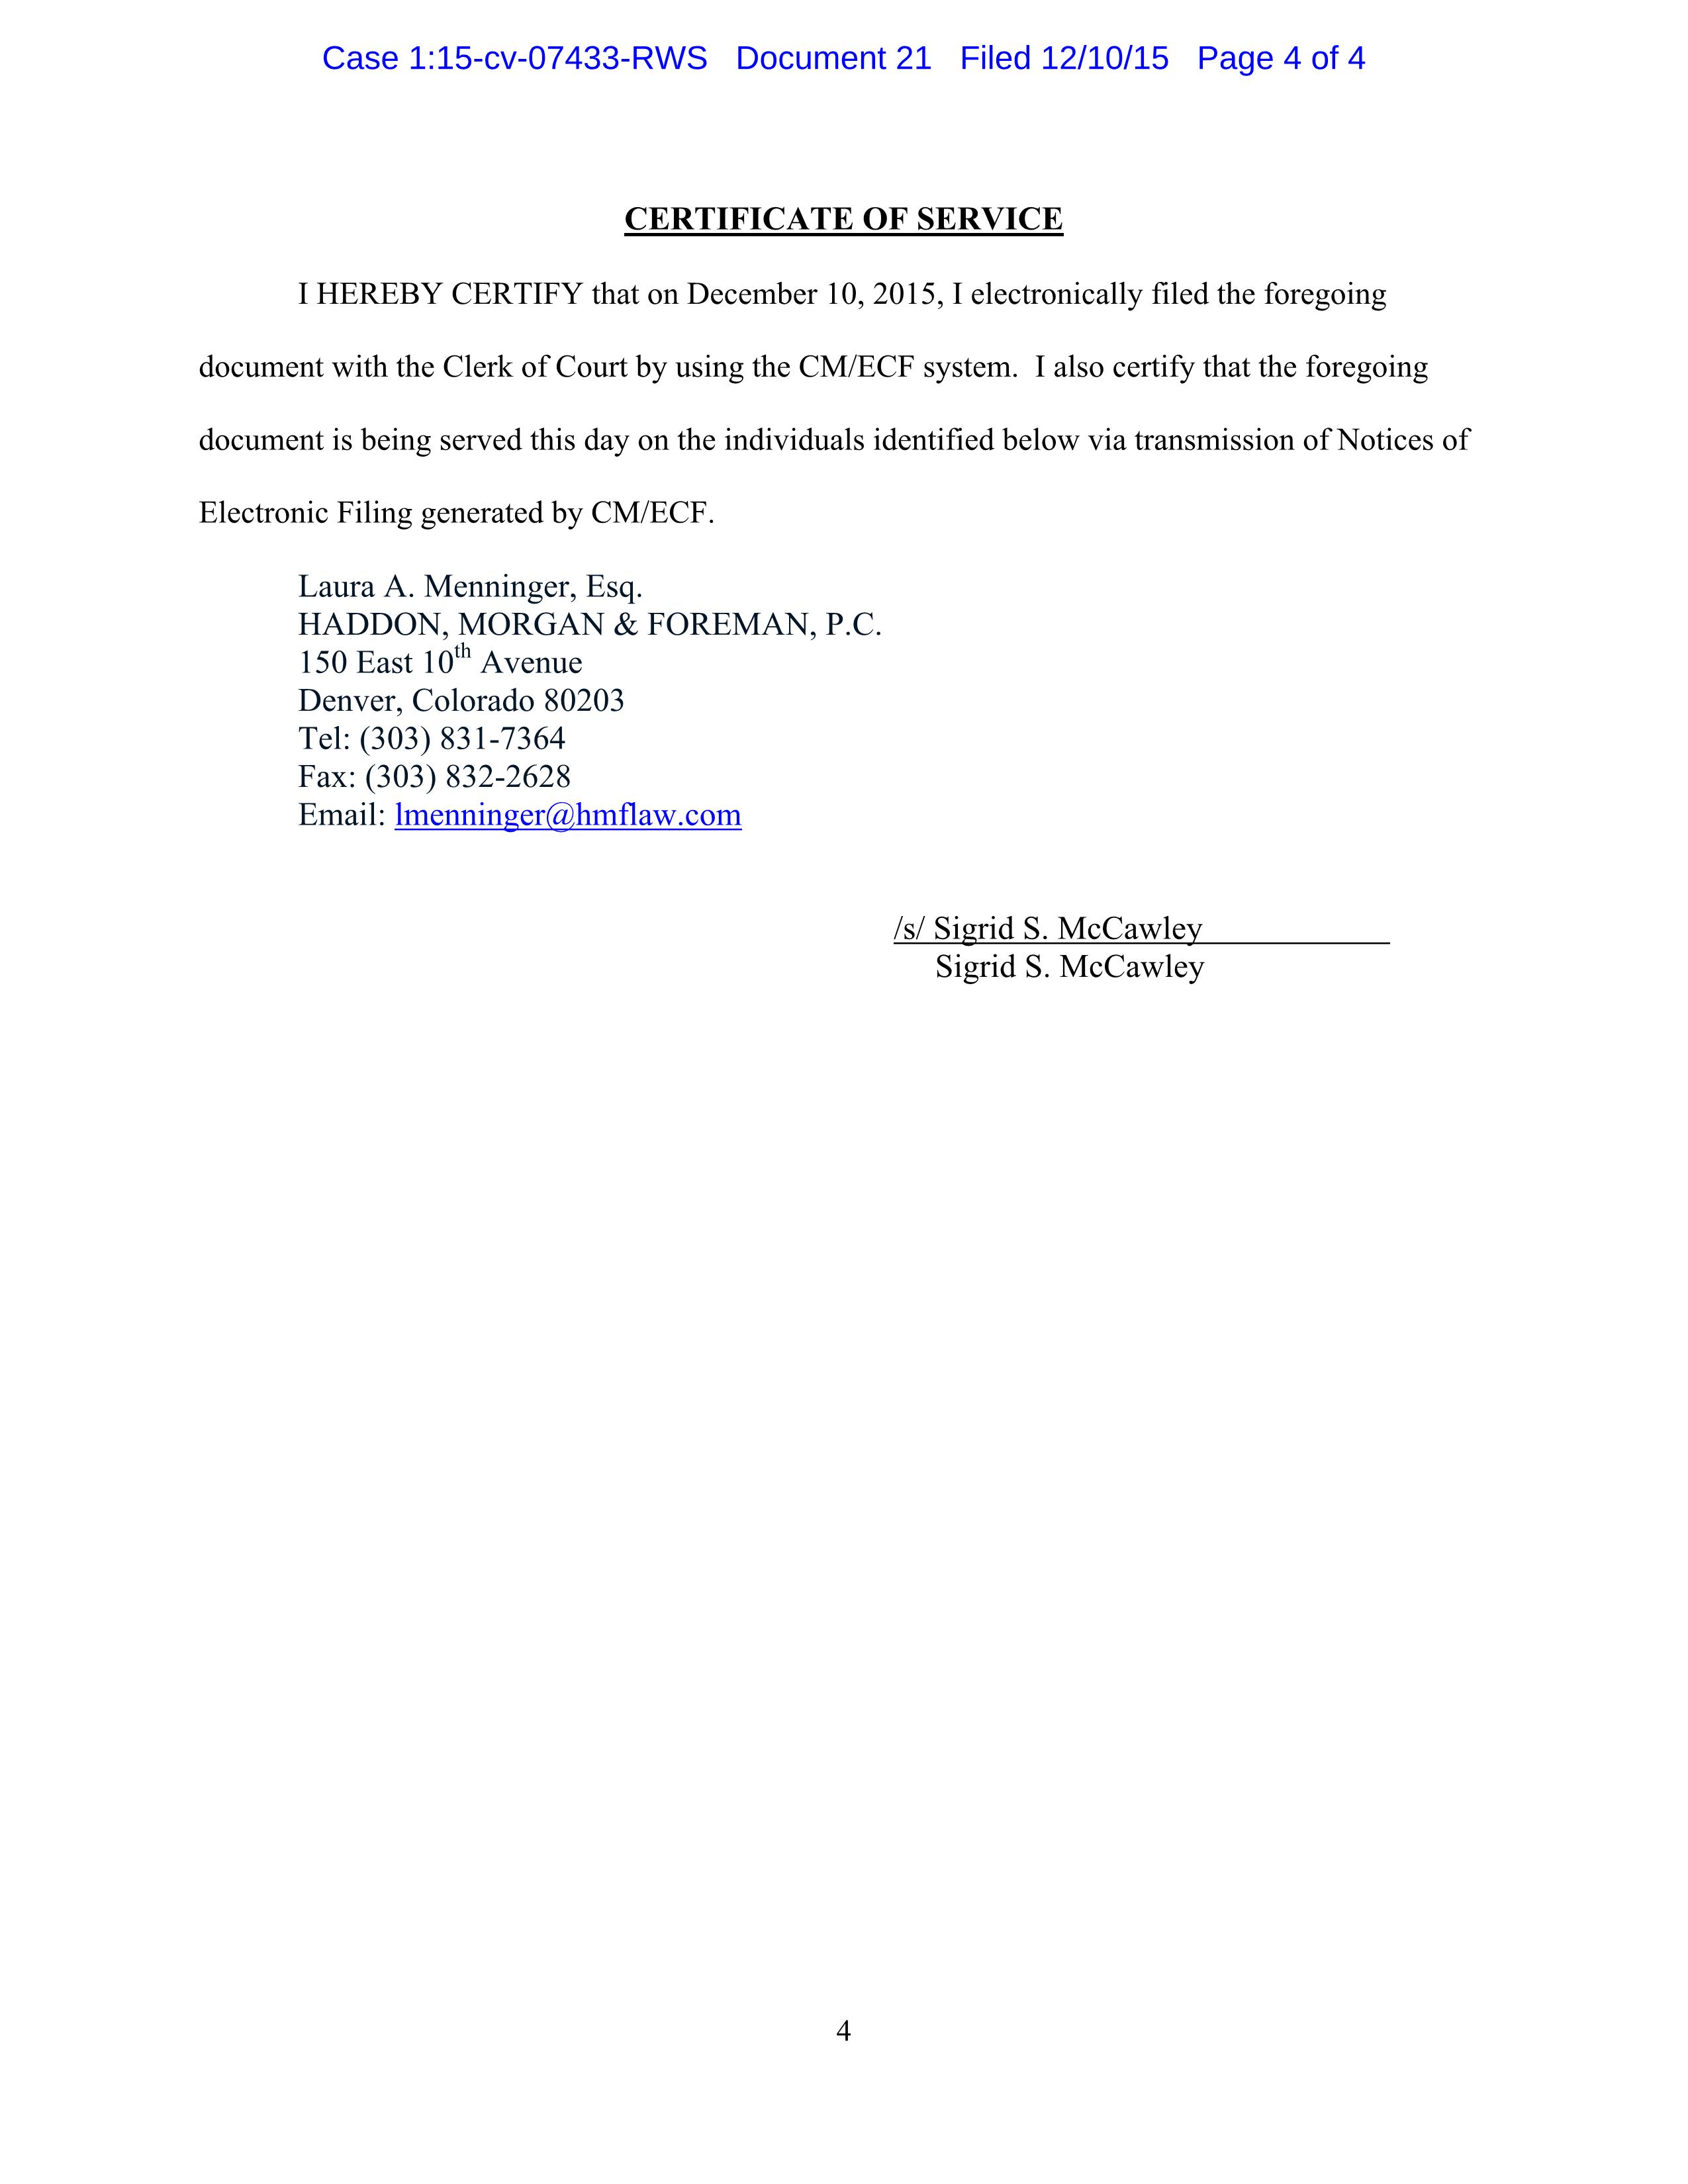 Case 1:15-cv-07433-RWS Document 21 Filed 12/10/15 Page 4 of 4
CERTIFICATE OF SERVICE
I HEREBY CERTIFY that on December 10, 2015, I electronically filed the foregoing
document with the Clerk of Court by using the CM/ECF system. I also certify that the foregoing
document is being served this day on the individuals identified below via transmission of Notices of
Electronic Filing generated by CM/ECF.
Laura A. Menninger, Esq.
HADDON, MORGAN & FOREMAN, P.C.
150 East 10th Avenue
Denver, Colorado 80203
Tel: (303) 831-7364
Fax: (303) 832-2628
Email: lmenninger@hmflaw.com
/s/ Sigrid S. McCawley
Sigrid S. McCawley
4